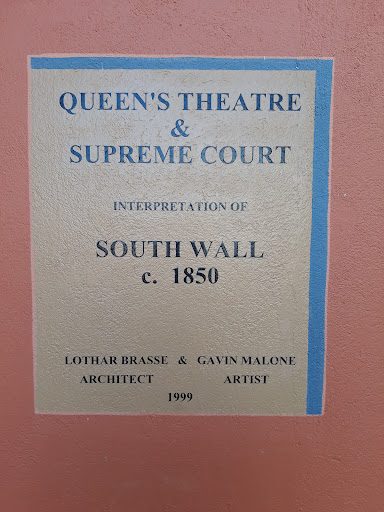 QUEEN'S THEATRE
&
SUPREME COURT
INTERPRETATION OF
SOUTH WALL
c. 1850
LOTHAR BRASSE & GAVIN MALONE
ARCHITECT ARTIST
1999